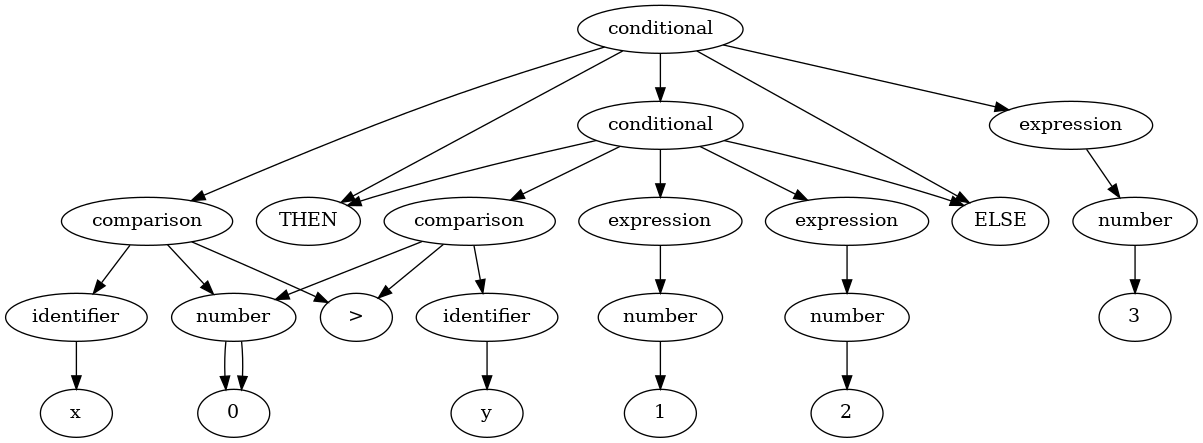 conditional
conditional
expression
comparison
THEN
comparison
expression
expression
ELSE
number
identifier
number
>
identifier
number
number
3
x
0
y
1
2